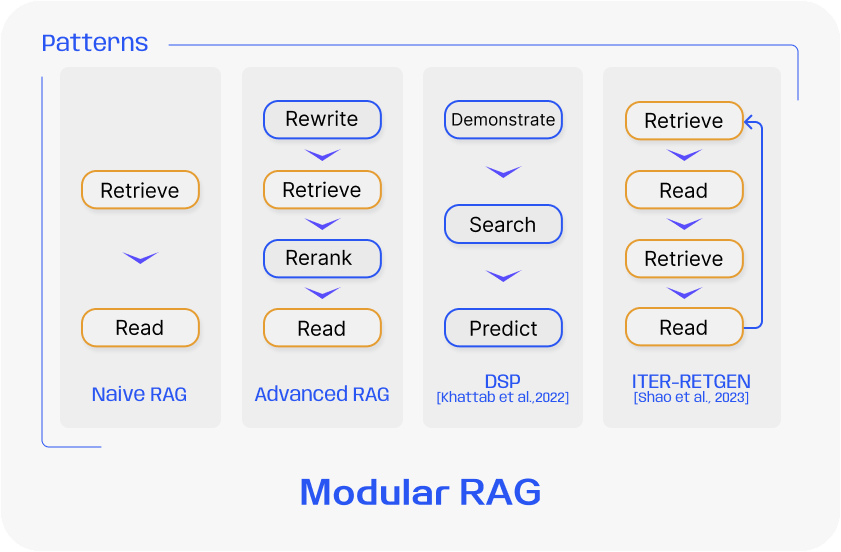 Patterns
Retrieve
Read
Naive RAG
Rewrite
Retrieve
Rerank
Read
Advanced RAG
Demonstrate
Search
Predict
DSP
[Khattab et al.,2022]
Retrieve
Read
Retrieve
Read
ITER-RETGEN
[Shao et al., 2023]
Modular RAG